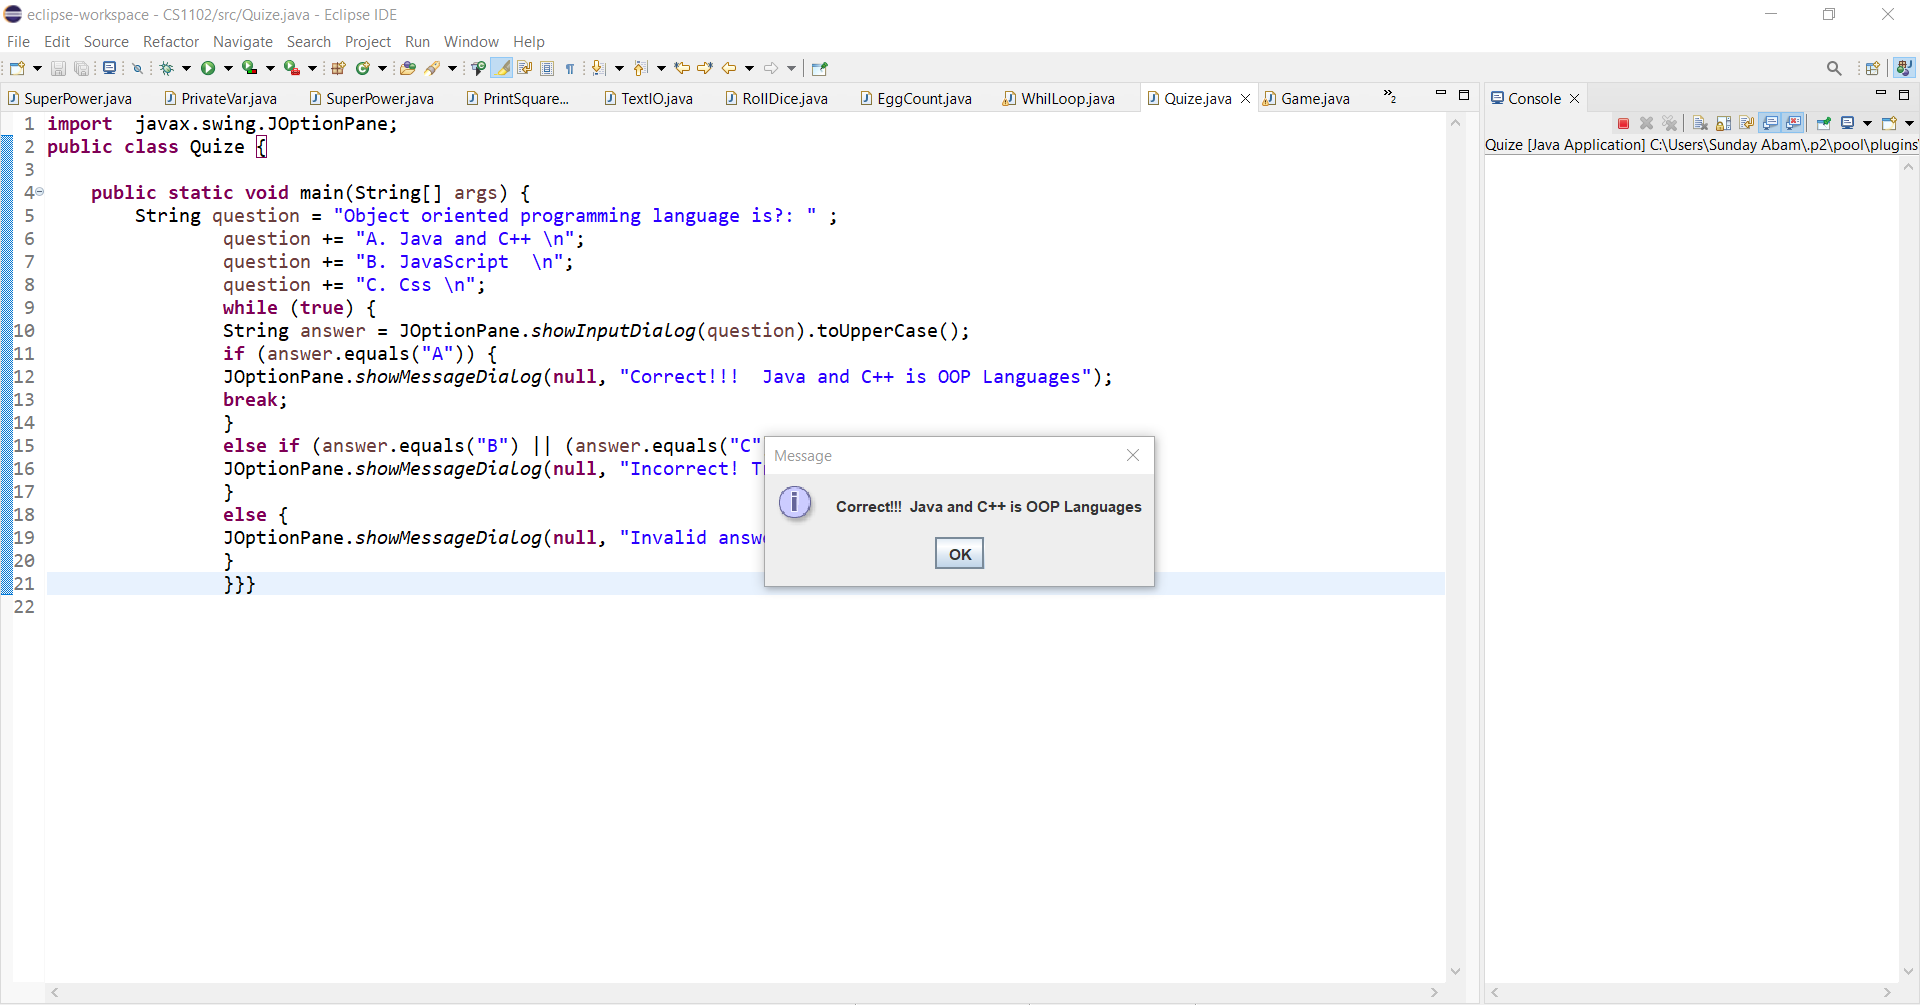 eclipse-workspace - CS1102/src/Quize.java - Eclipse IDE
File Edit Source Refactor Navigate Search Project Run Window Help
SuperPower.java PrivateVar.java SuperPower.java PrintSquare... TextIO.java RollDice.java EggCount.java WhilLoop.java Quize.java Game.java »2 Console
Quize [Java Application] C:\Users\Sunday Abam\.p2\pool\plugins
1 import  javax.swing.JOptionPane;
2 public class Quize {
3
4     public static void main(String[] args) {
5         String question = "Object oriented programming language is?: " ;
6                 question += "A. Java and C++ \n";
7                 question += "B. JavaScript  \n";
8                 question += "C. Css \n";
9                 while (true) {
10                 String answer = JOptionPane.showInputDialog(question).toUpperCase();
11                 if (answer.equals("A")) {
12                 JOptionPane.showMessageDialog(null, "Correct!!!  Java and C++ is OOP Languages");
13                 break;
14                 }
15                 else if (answer.equals("B") || (answer.equals("C"
16                 JOptionPane.showMessageDialog(null, "Incorrect! T
17                 }
18                 else {
19                 JOptionPane.showMessageDialog(null, "Invalid answ
20                 }
21                 }}}
22
Message
Correct!!!  Java and C++ is OOP Languages
OK